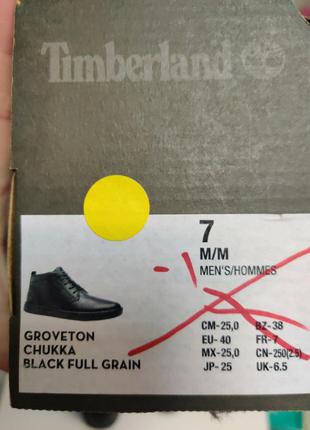 Timberland
7
M/M
-1
MEN'S/HOMMES
GROVETON
CHUKKA
BLACK FULL GRAIN
CM-25,0 BZ-38
EU- 40 FR-7
MX-25,0 CN-250(2.5)
JP- 25 UK-6.5